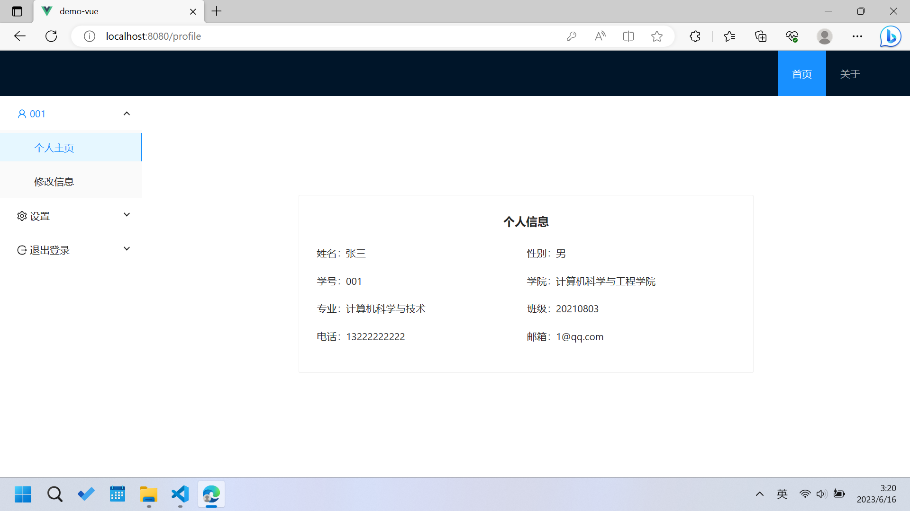 demo-vue
localhost:8080/profile
首页
关于
001
个人主页
修改信息
设置
退出登录
个人信息
姓名：张三
性别：男
学号：001
学院：计算机科学与工程学院
专业：计算机科学与技术
班级：20210803
电话：13222222222
邮箱：1@qq.com
英
3:20
2023/6/16